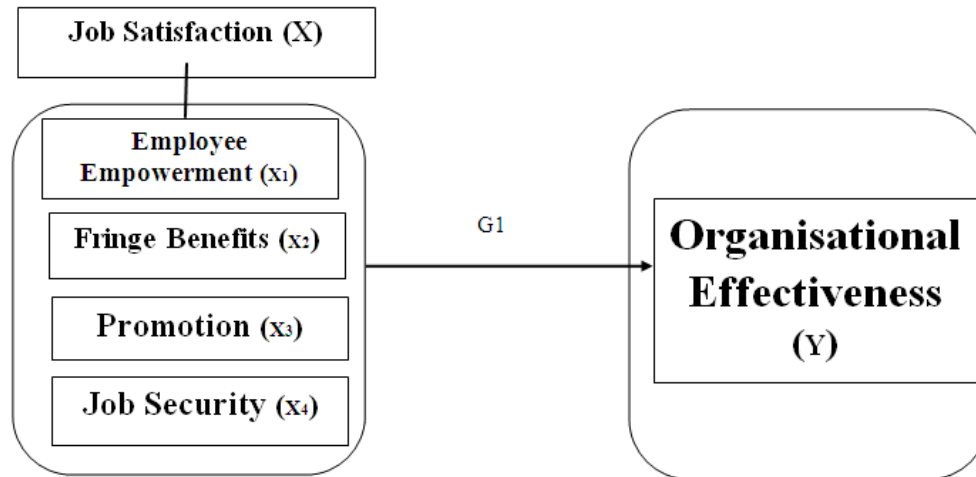 Job Satisfaction (X)
Employee
Empowerment (x1)
Fringe Benefits (x2)
Promotion (x3)
Job Security (x4)
G1
Organisational
Effectiveness
(Y)